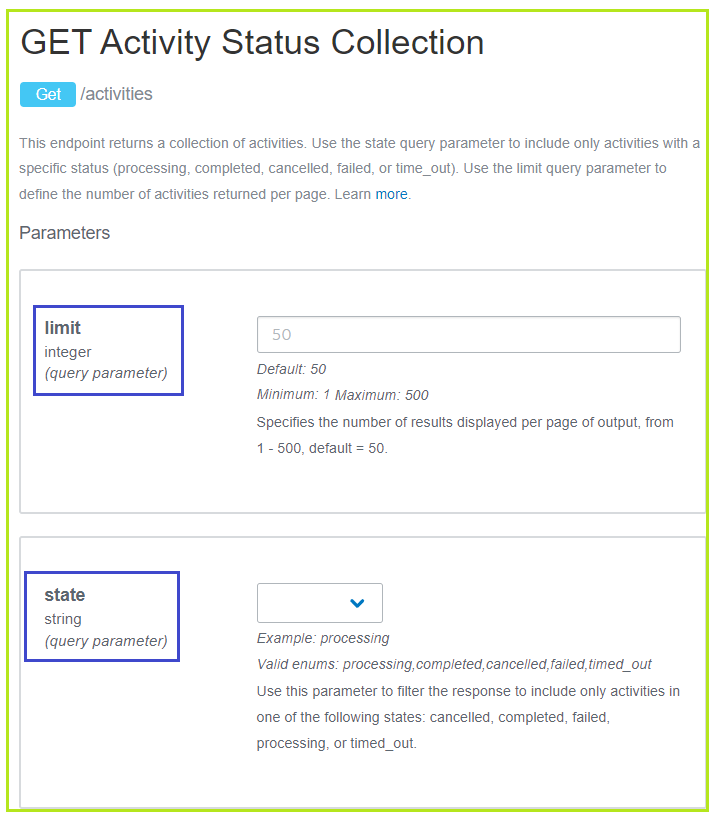 GET Activity Status Collection
Get /activities
This endpoint returns a collection of activities. Use the state query parameter to include only activities with a
specific status (processing, completed, cancelled, failed, or time_out). Use the limit query parameter to
define the number of activities returned per page. Learn more.
Parameters
limit
integer
(query parameter)
50
Default: 50
Minimum: 1 Maximum: 500
Specifies the number of results displayed per page of output, from
1 - 500, default = 50.
state
string
(query parameter)
Example: processing
Valid enums: processing,completed,cancelled,failed,timed_out
Use this parameter to filter the response to include only activities in
one of the following states: cancelled, completed, failed,
processing, or timed_out.